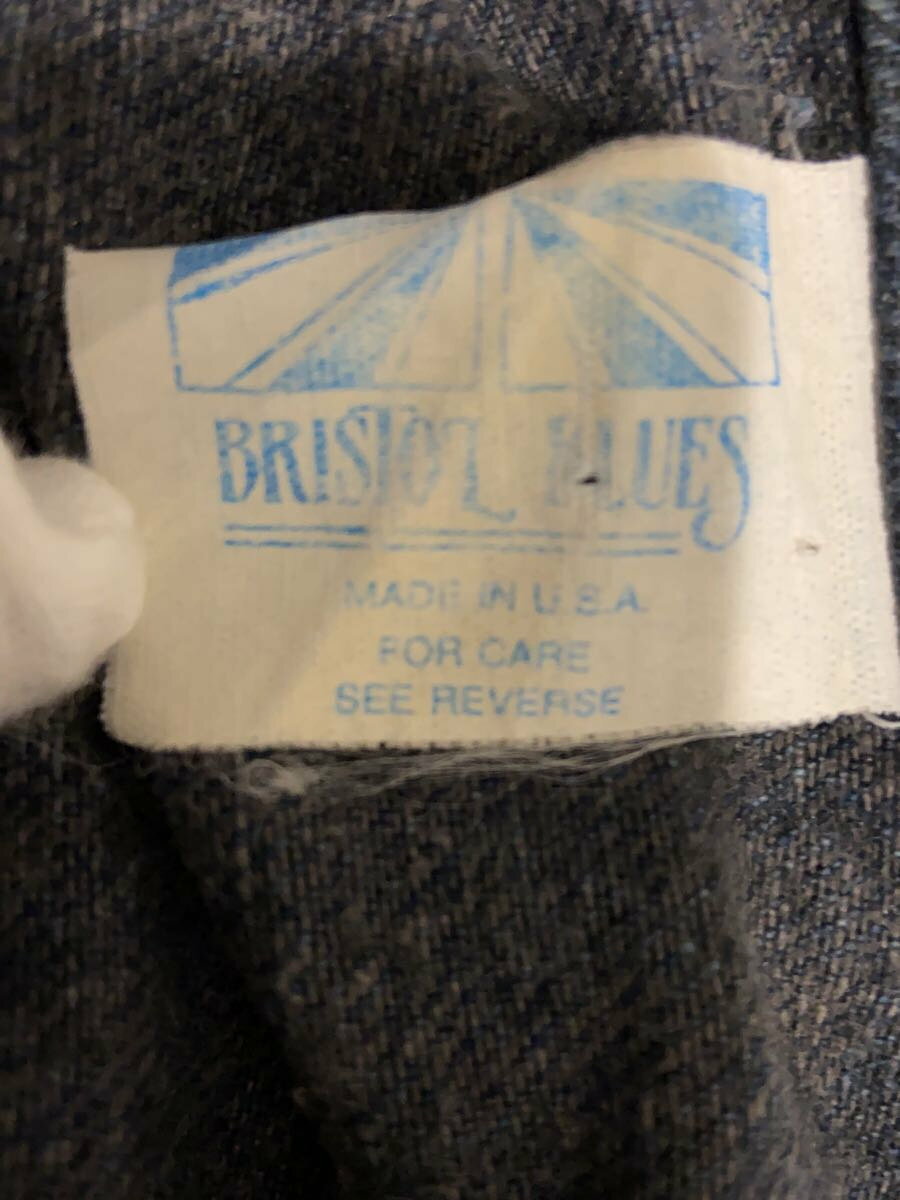 BRISTOL BLUES
MADE IN U.S.A.
FOR CARE
SEE REVERSE